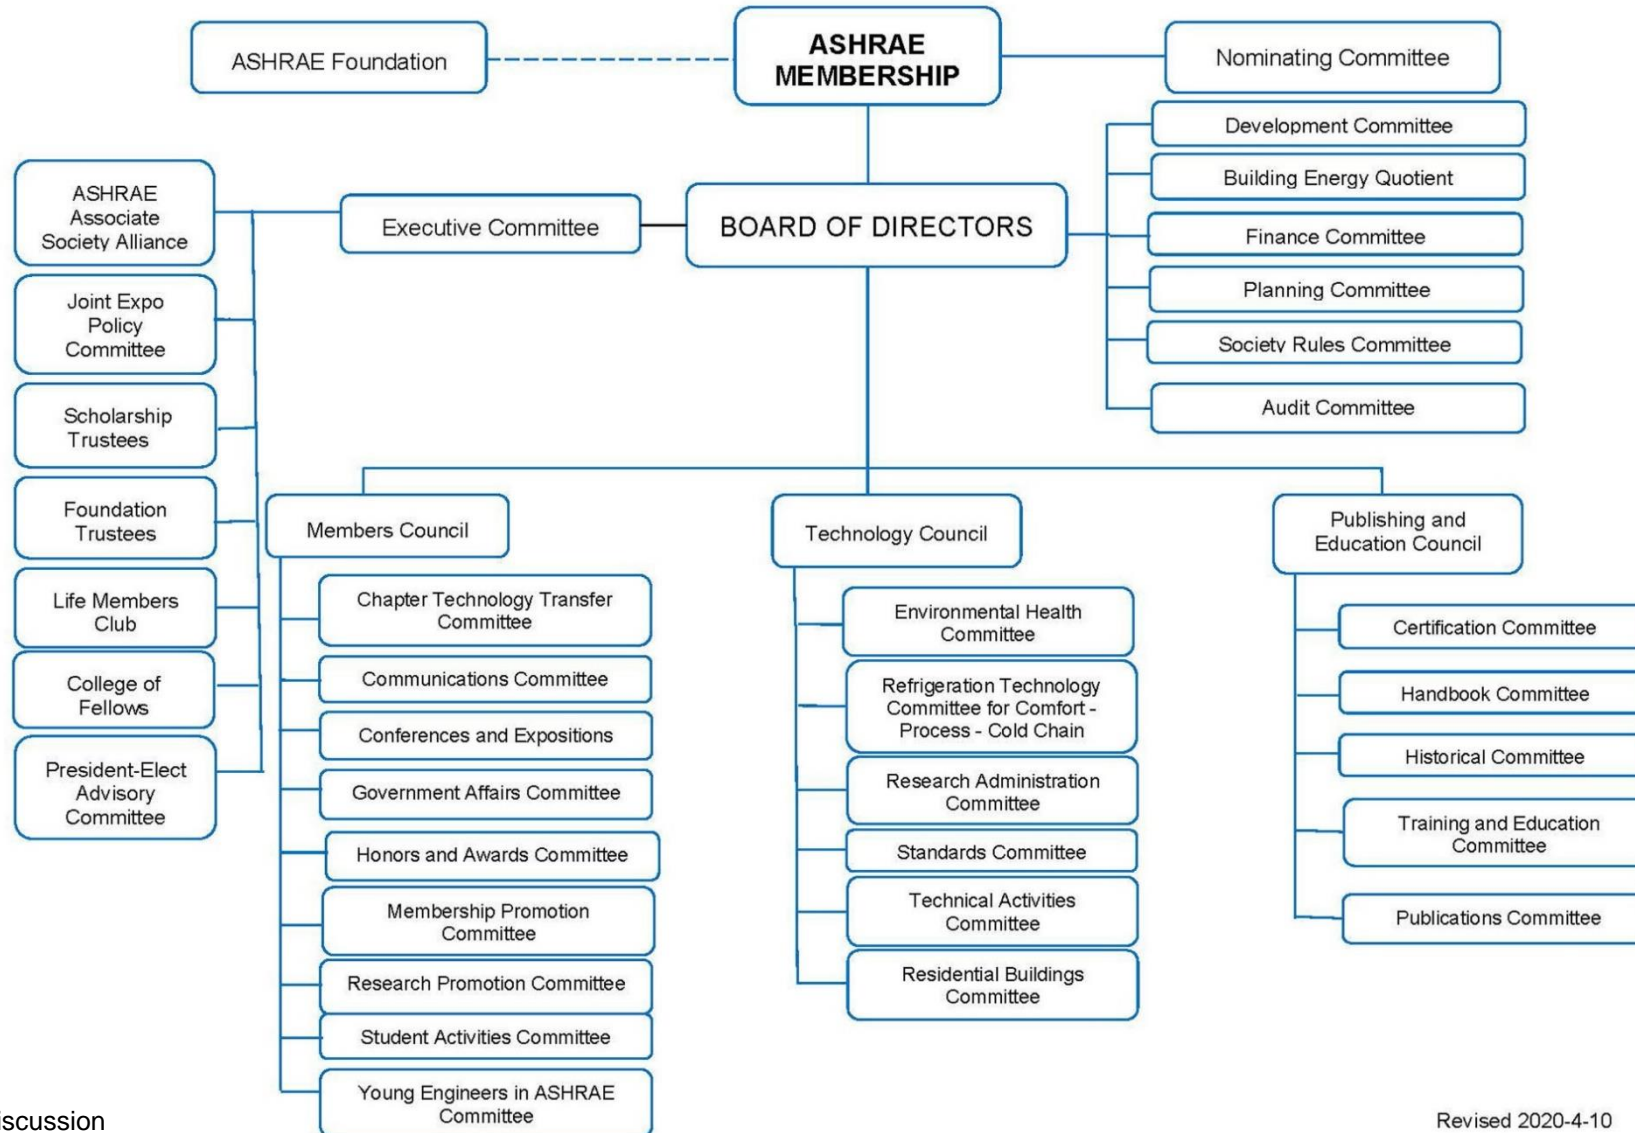 ASHRAE Foundation
ASHRAE
MEMBERSHIP
Nominating Committee
Development Committee
Building Energy Quotient
Finance Committee
Planning Committee
Society Rules Committee
Audit Committee
BOARD OF DIRECTORS
Executive Committee
ASHRAE
Associate
Society Alliance
Joint Expo
Policy
Committee
Scholarship
Trustees
Foundation
Trustees
Life Members
Club
College of
Fellows
President-Elect
Advisory
Committee
Members Council
Chapter Technology Transfer
Committee
Communications Committee
Conferences and Expositions
Government Affairs Committee
Honors and Awards Committee
Membership Promotion
Committee
Research Promotion Committee
Student Activities Committee
Young Engineers in ASHRAE
Committee
Technology Council
Environmental Health
Committee
Refrigeration Technology
Committee for Comfort -
Process - Cold Chain
Research Administration
Committee
Standards Committee
Technical Activities
Committee
Residential Buildings
Committee
Publishing and
Education Council
Certification Committee
Handbook Committee
Historical Committee
Training and Education
Committee
Publications Committee
iscussion
Revised 2020-4-10